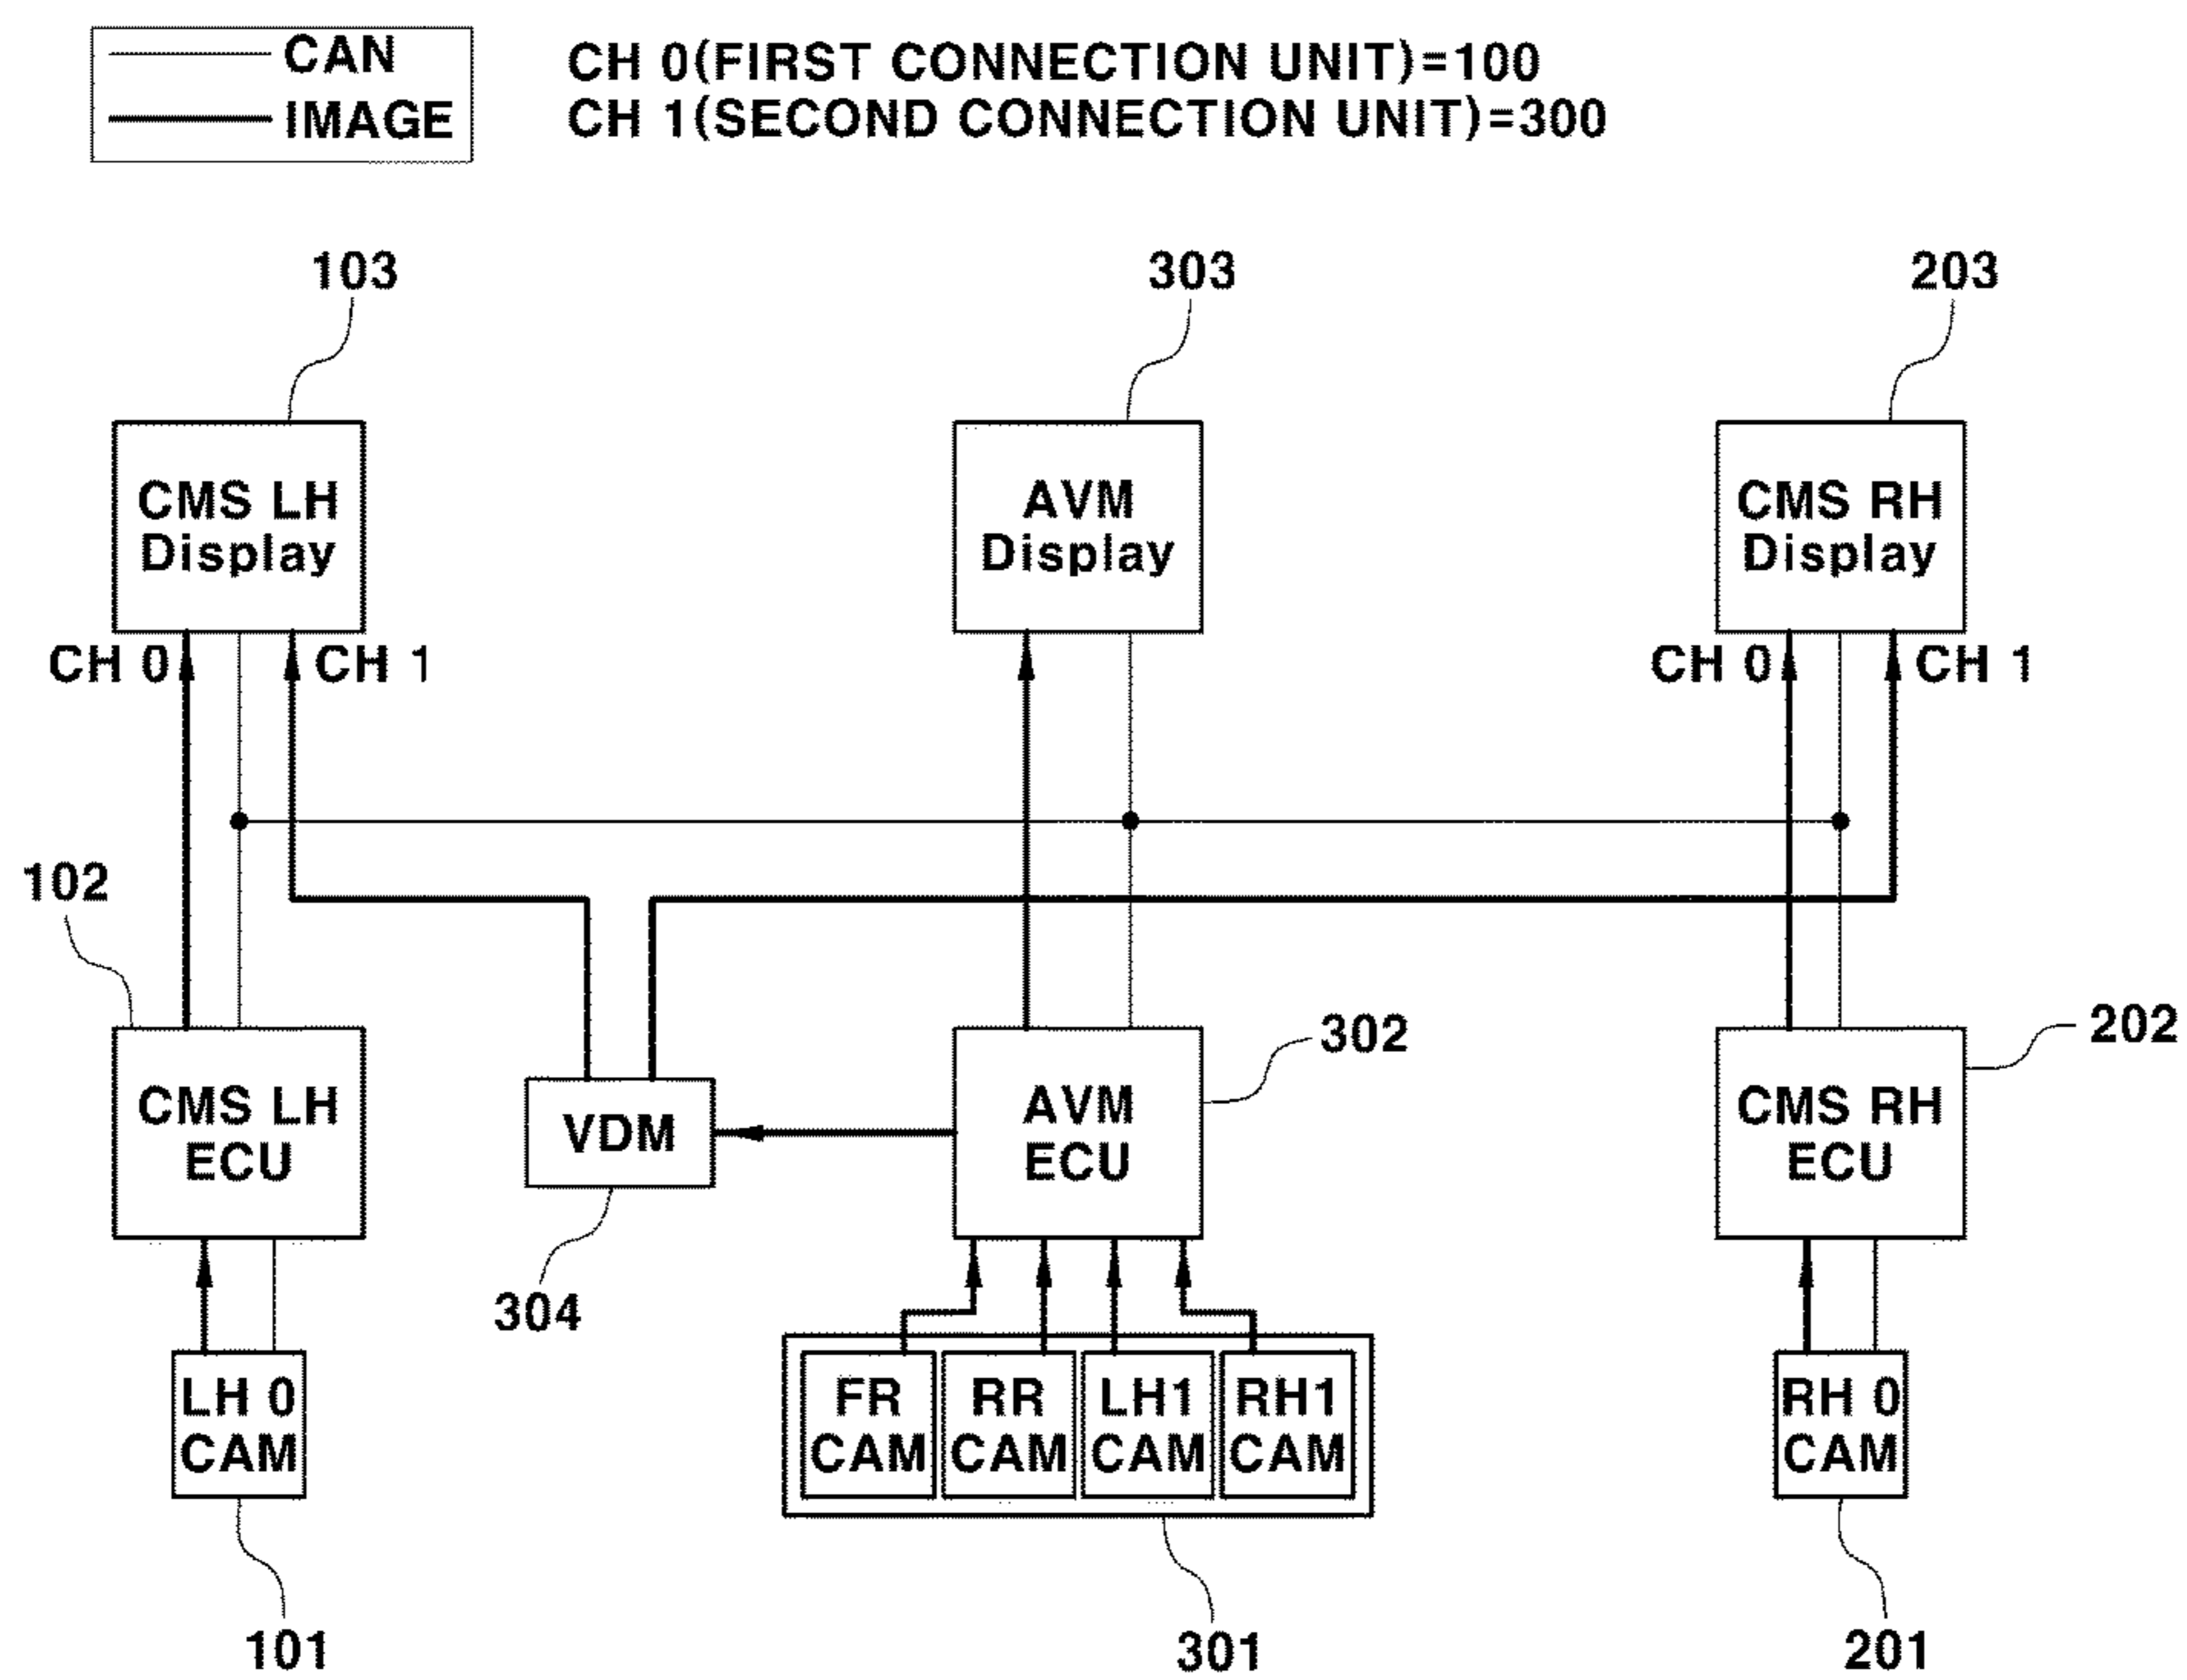 CAN
IMAGE
CH 0(FIRST CONNECTION UNIT)=100
CH 1(SECOND CONNECTION UNIT)=300
103
303
203
CMS LH
Display
AVM
Display
CMS RH
Display
CH 0
CH 1
CH 0
CH 1
102
302
202
CMS LH
ECU
VDM
AVM
ECU
CMS RH
ECU
304
LH 0
CAM
FR
CAM
RR
CAM
LH1
CAM
RH1
CAM
RH 0
CAM
101
301
201